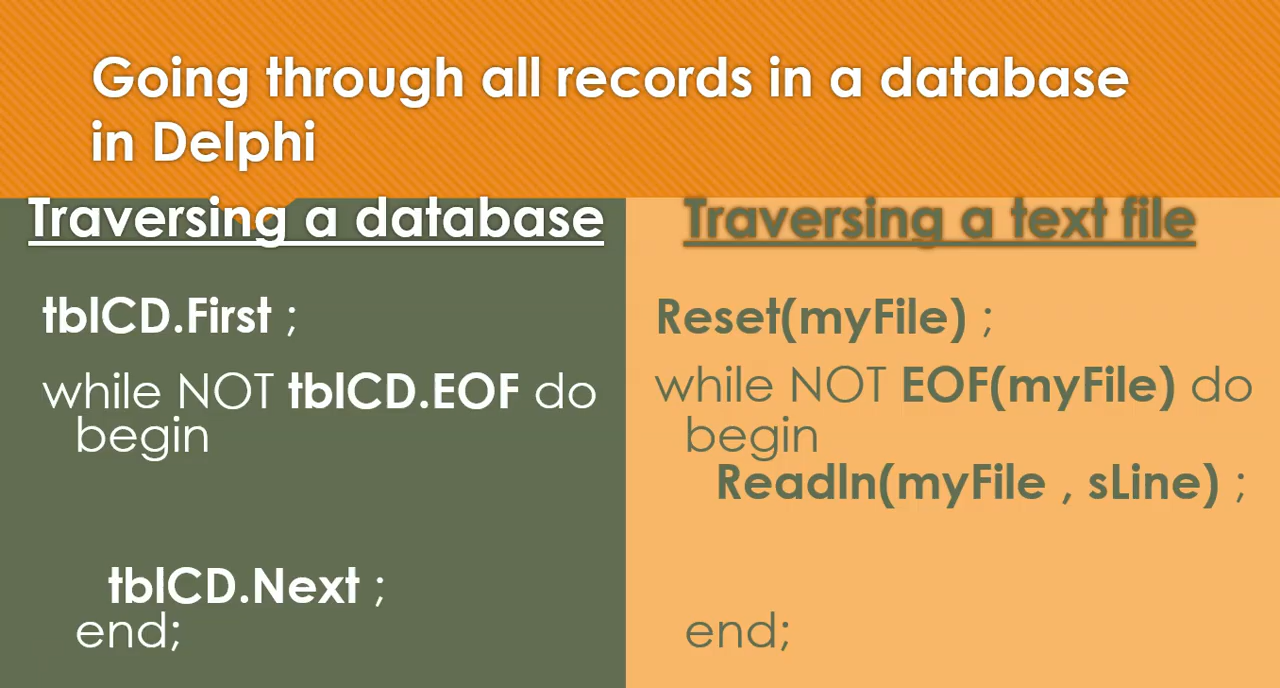 Going through all records in a database
in Delphi
Traversing a database
tblCD.First ;
while NOT tblCD.EOF do
begin
tblCD.Next ;
end;
Traversing a text file
Reset(myFile) ;
while NOT EOF(myFile) do
begin
Readln(myFile , sLine) ;
end;